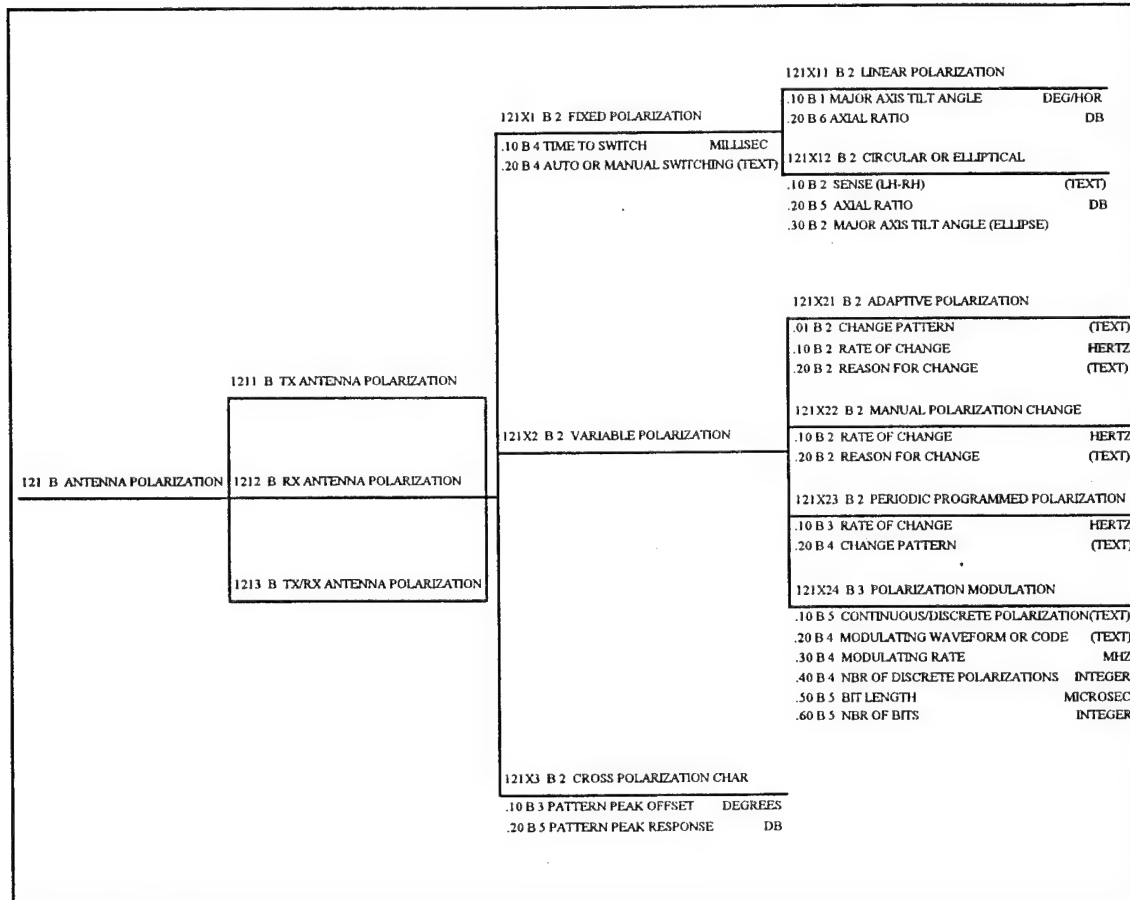 121 B ANTENNA POLARIZATION
1211 B TX ANTENNA POLARIZATION
1212 B RX ANTENNA POLARIZATION
1213 B TX/RX ANTENNA POLARIZATION
121X1 B 2 FIXED POLARIZATION
.10 B 4 TIME TO SWITCH MILLISEC
.20 B 4 AUTO OR MANUAL SWITCHING (TEXT)
121X11 B 2 LINEAR POLARIZATION
.10 B 1 MAJOR AXIS TILT ANGLE DEG/HOR
.20 B 6 AXIAL RATIO DB
121X12 B 2 CIRCULAR OR ELLIPTICAL
.10 B 2 SENSE (LH-RH) (TEXT)
.20 B 5 AXIAL RATIO DB
.30 B 2 MAJOR AXIS TILT ANGLE (ELLIPSE)
121X2 B 2 VARIABLE POLARIZATION
121X21 B 2 ADAPTIVE POLARIZATION
.01 B 2 CHANGE PATTERN (TEXT)
.10 B 2 RATE OF CHANGE HERTZ
.20 B 2 REASON FOR CHANGE (TEXT)
121X22 B 2 MANUAL POLARIZATION CHANGE
.10 B 2 RATE OF CHANGE HERTZ
.20 B 2 REASON FOR CHANGE (TEXT)
121X23 B 2 PERIODIC PROGRAMMED POLARIZATION
.10 B 3 RATE OF CHANGE HERTZ
.20 B 4 CHANGE PATTERN (TEXT)
121X24 B 3 POLARIZATION MODULATION
.10 B 5 CONTINUOUS/DISCRETE POLARIZATION(TEXT)
.20 B 4 MODULATING WAVEFORM OR CODE (TEXT)
.30 B 4 MODULATING RATE MHZ
.40 B 4 NBR OF DISCRETE POLARIZATIONS INTEGER
.50 B 5 BIT LENGTH MICROSEC
.60 B 5 NBR OF BITS INTEGER
121X3 B 2 CROSS POLARIZATION CHAR
.10 B 3 PATTERN PEAK OFFSET DEGREES
.20 B 5 PATTERN PEAK RESPONSE DB